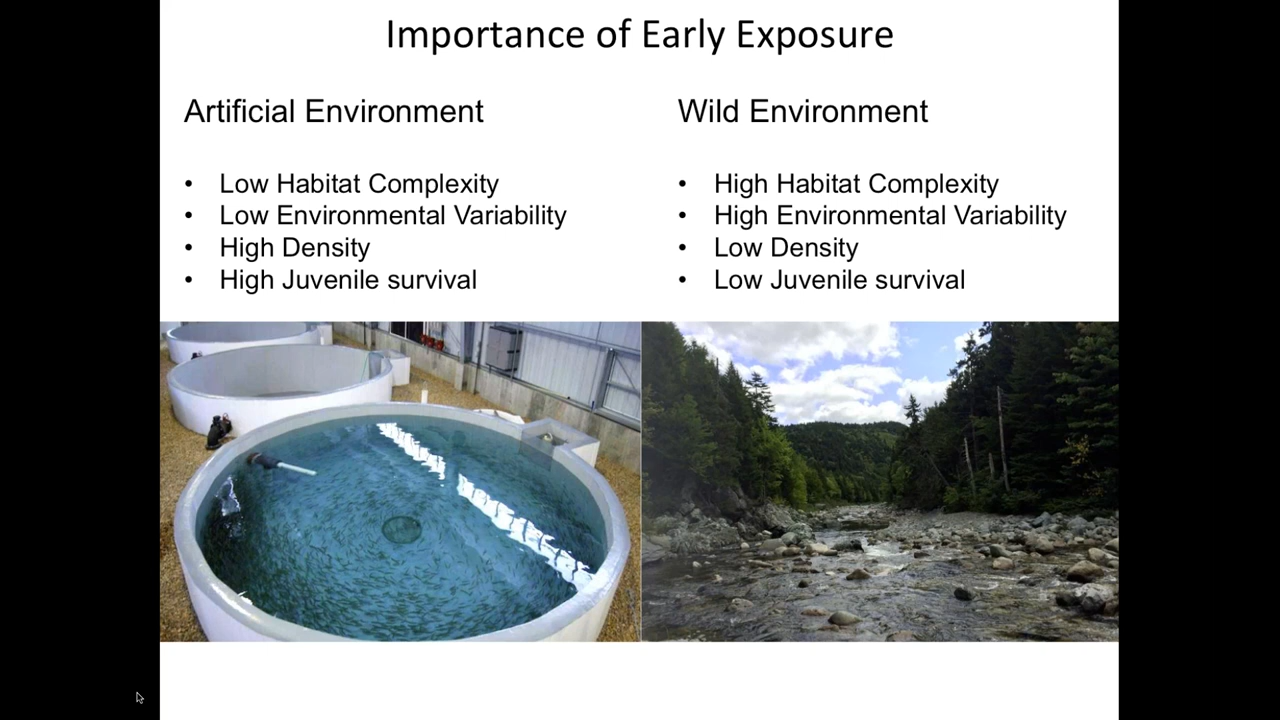 Importance of Early Exposure
Artificial Environment
• Low Habitat Complexity
• Low Environmental Variability
• High Density
• High Juvenile survival
Wild Environment
• High Habitat Complexity
• High Environmental Variability
• Low Density
• Low Juvenile survival